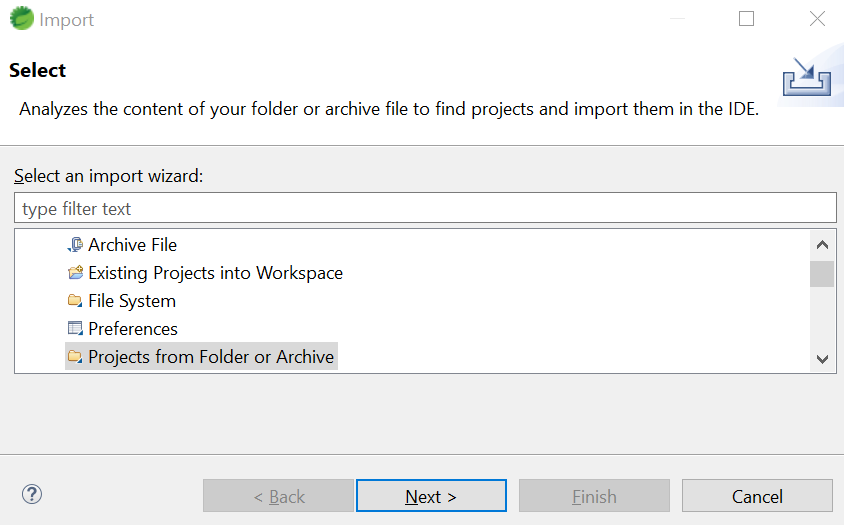 Import
Select
Analyzes the content of your folder or archive file to find projects and import them in the IDE.
Select an import wizard:
type filter text
Archive File
Existing Projects into Workspace
File System
Preferences
Projects from Folder or Archive
? < Back Next > Finish Cancel